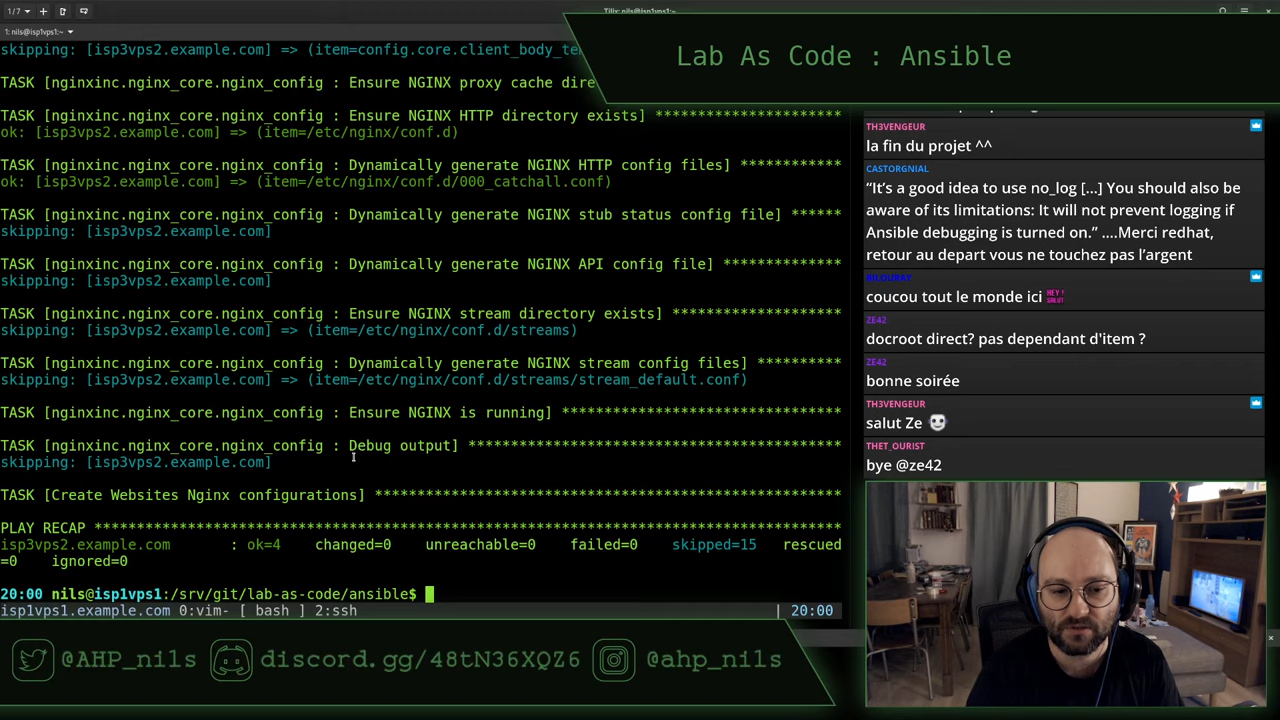 1/7
Tilix: nils@isp1vps1:~
1: nils@isp1vps1:~
Lab As Code : Ansible
skipping: [isp3vps2.example.com] => (item=config.core.client_body_te
TASK [nginxinc.nginx_core.nginx_config : Ensure NGINX proxy cache dire
TASK [nginxinc.nginx_core.nginx_config : Ensure NGINX HTTP directory exists] **********************
ok: [isp3vps2.example.com] => (item=/etc/nginx/conf.d)
TASK [nginxinc.nginx_core.nginx_config : Dynamically generate NGINX HTTP config files] ************
ok: [isp3vps2.example.com] => (item=/etc/nginx/conf.d/000_catchall.conf)
TASK [nginxinc.nginx_core.nginx_config : Dynamically generate NGINX stub status config file] ******
skipping: [isp3vps2.example.com]
TASK [nginxinc.nginx_core.nginx_config : Dynamically generate NGINX API config file] **************
skipping: [isp3vps2.example.com]
TASK [nginxinc.nginx_core.nginx_config : Ensure NGINX stream directory exists] ********************
skipping: [isp3vps2.example.com] => (item=/etc/nginx/conf.d/streams)
TASK [nginxinc.nginx_core.nginx_config : Dynamically generate NGINX stream config files] **********
skipping: [isp3vps2.example.com] => (item=/etc/nginx/conf.d/streams/stream_default.conf)
TASK [nginxinc.nginx_core.nginx_config : Ensure NGINX is running] *********************************
TASK [nginxinc.nginx_core.nginx_config : Debug output] ********************************************
skipping: [isp3vps2.example.com]
TASK [Create Websites Nginx configurations] *******************************************************
PLAY RECAP ****************************************************************************************
isp3vps2.example.com : ok=4 changed=0 unreachable=0 failed=0 skipped=15 rescued
=0 ignored=0
20:00 nils@isp1vps1:/srv/git/lab-as-code/ansible$
isp1vps1.example.com 0:vim- [ bash ] 2:ssh | 20:00
TH3VENGEUR
la fin du projet ^^
CASTORGNIAL
“It’s a good idea to use no_log [...] You should also be
aware of its limitations: It will not prevent logging if
Ansible debugging is turned on.” ....Merci redhat,
retour au depart vous ne touchez pas l’argent
coucou tout le monde ici HEY ! SALUT
ZE42
docroot direct? pas dependant d'item ?
ZE42
bonne soirée
TH3VENGEUR
salut Ze
THET_OURIST
bye @ze42
@AHP_nils
discord.gg/48tN36XQZ6
@ahp_nils